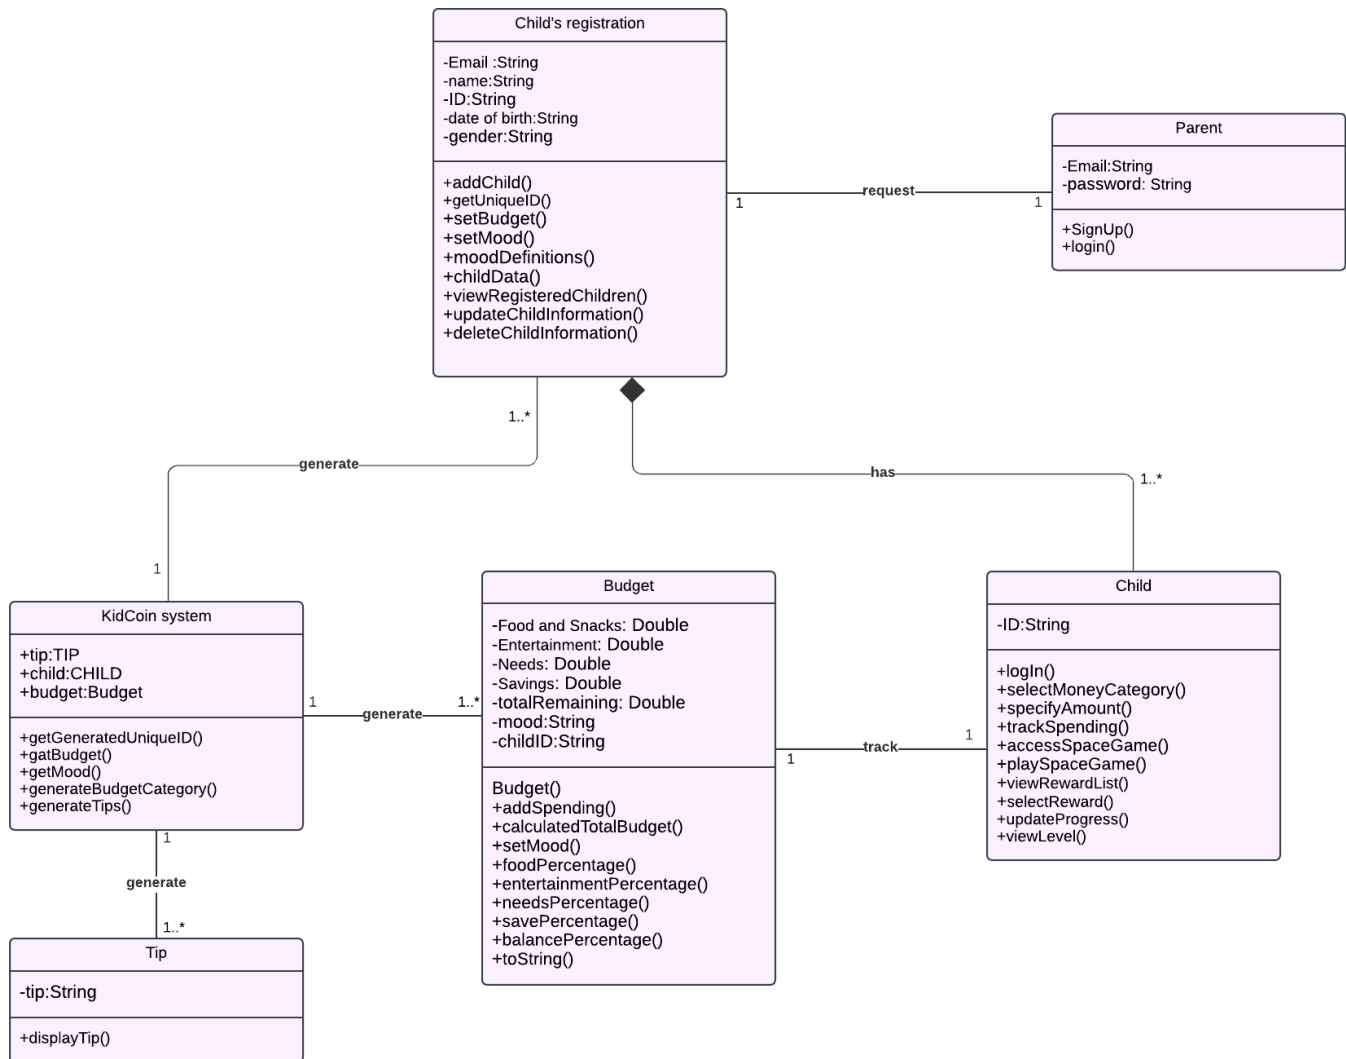 Child's registration
-Email :String
-name:String
-ID:String
-date of birth:String
-gender:String
+addChild()
+getUniqueID()
+setBudget()
+setMood()
+moodDefinitions()
+childData()
+viewRegisteredChildren()
+updateChildInformation()
+deleteChildInformation()
1
request
1
Parent
-Email:String
-password: String
+SignUp()
+login()
1..*
generate
1
has
1..*
KidCoin system
+tip:TIP
+child:CHILD
+budget:Budget
+getGeneratedUniqueID()
+gatBudget()
+getMood()
+generateBudgetCategory()
+generateTips()
1
generate
1..*
Budget
-Food and Snacks: Double
-Entertainment: Double
-Needs: Double
-Savings: Double
-totalRemaining: Double
-mood:String
-childID:String
Budget()
+addSpending()
+calculatedTotalBudget()
+setMood()
+foodPercentage()
+entertainmentPercentage()
+needsPercentage()
+savePercentage()
+balancePercentage()
+toString()
1
track
1
Child
-ID:String
+logIn()
+selectMoneyCategory()
+specifyAmount()
+trackSpending()
+accessSpaceGame()
+playSpaceGame()
+viewRewardList()
+selectReward()
+updateProgress()
+viewLevel()
1
generate
1..*
Tip
-tip:String
+displayTip()